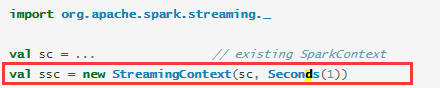 import org.apache.spark.streaming._
val sc = ... // existing SparkContext
val ssc = new StreamingContext(sc, Seconds(1))